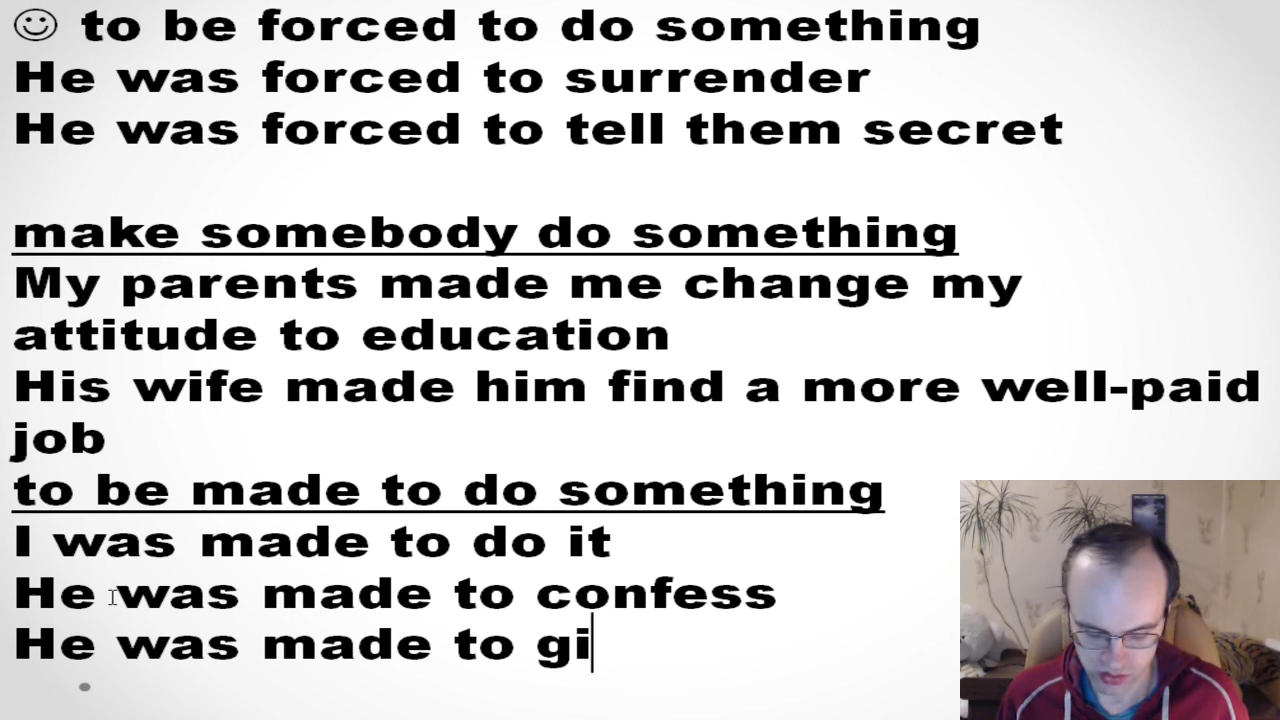 ☺ to be forced to do something
He was forced to surrender
He was forced to tell them secret
make somebody do something
My parents made me change my
attitude to education
His wife made him find a more well-paid
job
to be made to do something
I was made to do it
He was made to confess
He was made to gi